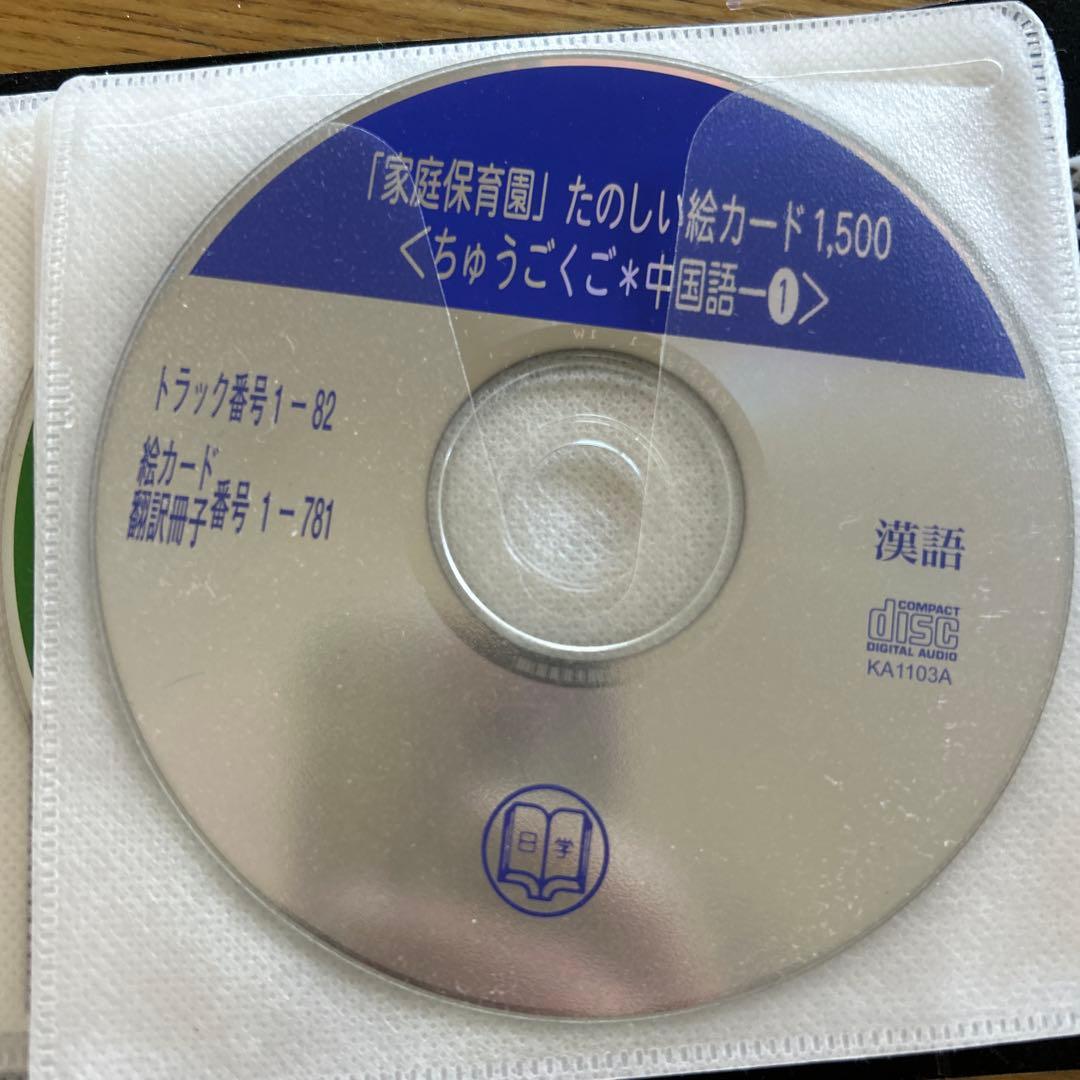 「家庭保育園」たのしい絵カード1,500
<ちゅうごくご＊中国語ー❶>
トラック番号1−82
絵カード
翻訳冊子 番号 1−781
漢語
COMPACT
disc
DIGITAL AUDIO
KA1103A
日学